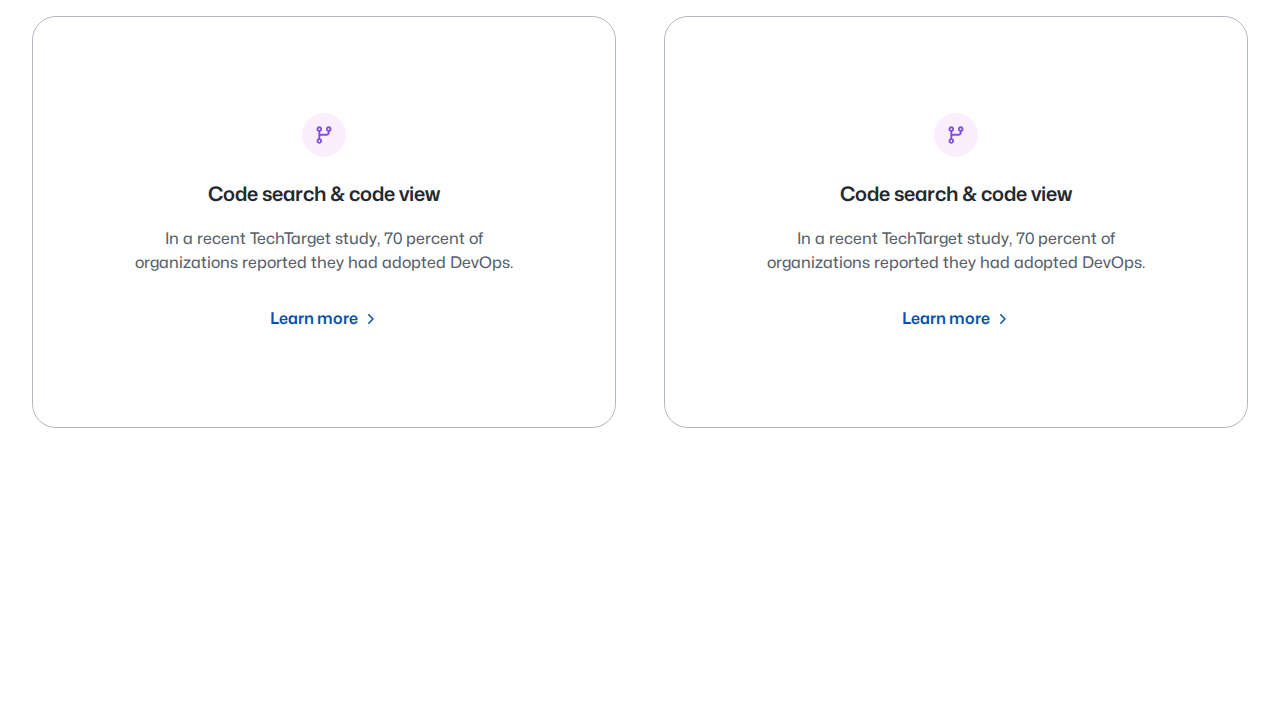 Code search & code view
In a recent TechTarget study, 70 percent of
organizations reported they had adopted DevOps.
Learn more
Code search & code view
In a recent TechTarget study, 70 percent of
organizations reported they had adopted DevOps.
Learn more